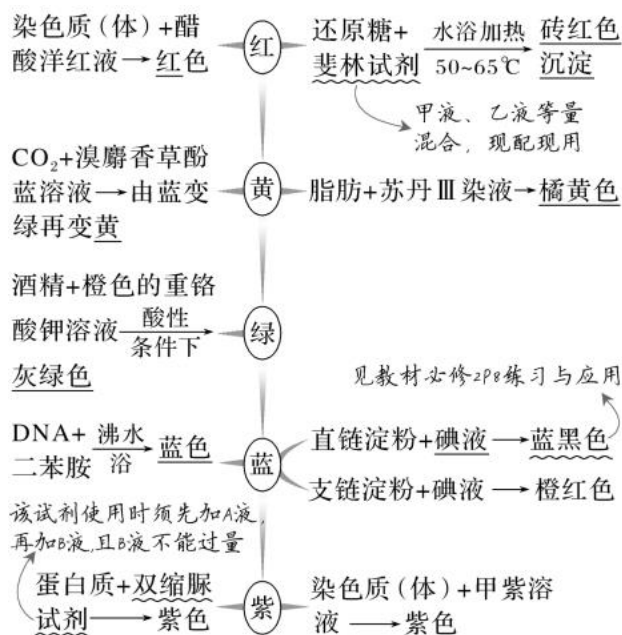 染色质(体)+醋
酸洋红液→红色
红
还原糖+
斐林试剂
水浴加热
50~65℃
砖红色
沉淀
甲液、乙液等量
混合，现配现用
CO₂+溴麝香草酚
蓝溶液→由蓝变
绿再变黄
黄
脂肪+苏丹Ⅲ染液→橘黄色
酒精+橙色的重铬
酸钾溶液 酸性
条件下
灰绿色
绿
见教材必修2P8练习与应用
DNA+
二苯胺
沸水
浴
蓝色
蓝
直链淀粉+碘液→蓝黑色
支链淀粉+碘液→橙红色
该试剂使用时须先加A液,
再加B液,且B液不能过量
蛋白质+双缩脲
试剂→紫色
紫
染色质(体)+甲紫溶
液→紫色